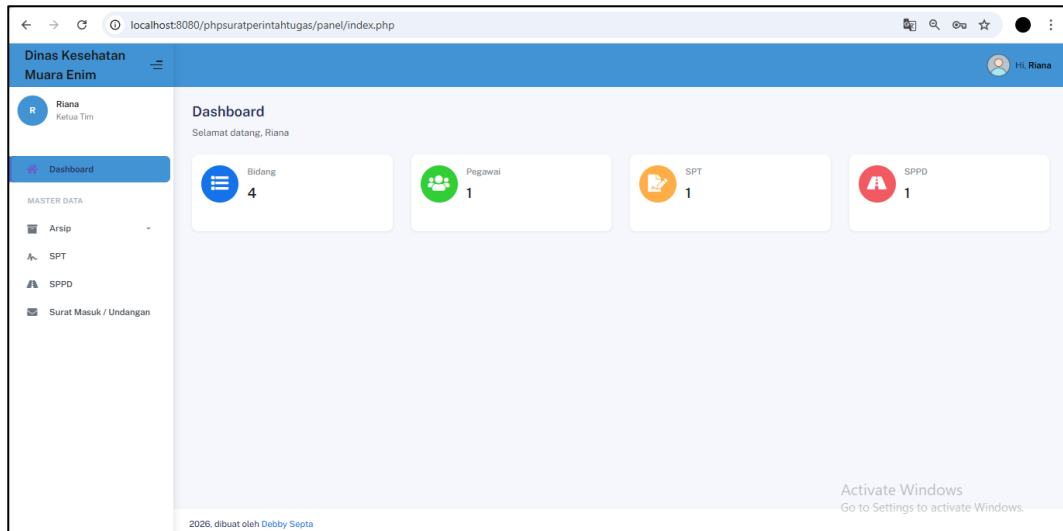 localhost:8080/phpsuratperintahtugas/panel/index.php
Dinas Kesehatan
Muara Enim
Hi, Riana
R
Riana
Ketua Tim
Dashboard
MASTER DATA
Arsip
SPT
SPPD
Surat Masuk / Undangan
Dashboard
Selamat datang, Riana
Bidang
4
Pegawai
1
SPT
1
SPPD
1
Activate Windows
Go to Settings to activate Windows.
2026, dibuat oleh Debby Septa